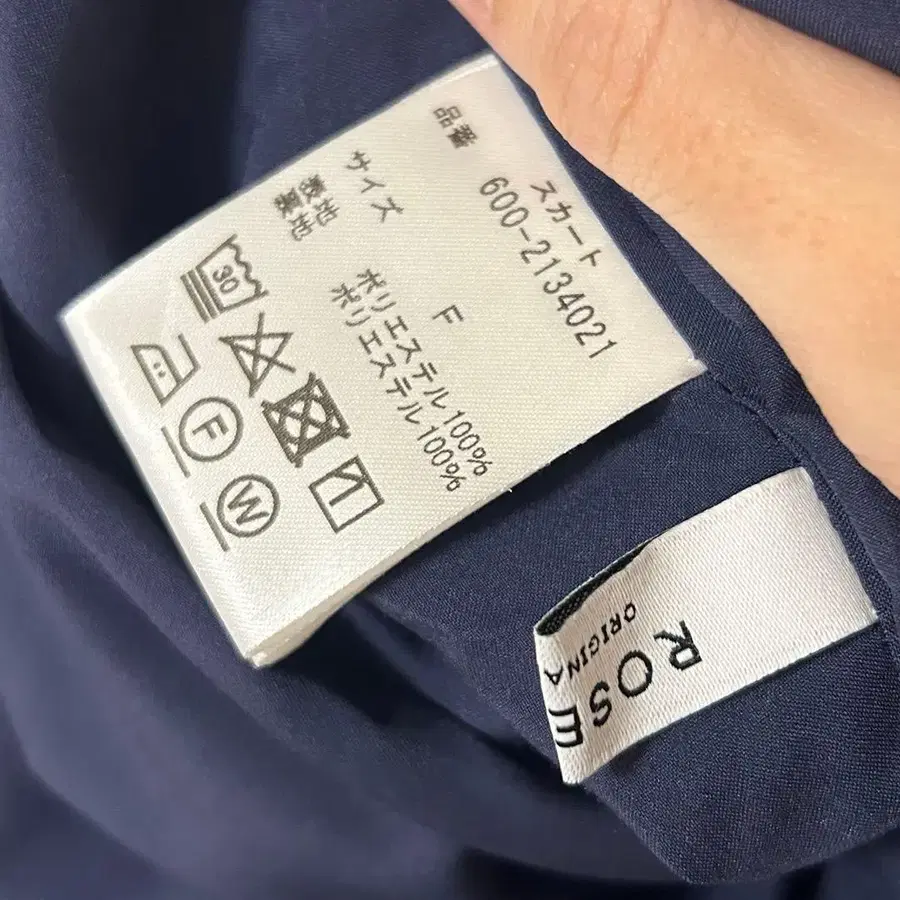 スカート
品番 600-2134021
サイズ F
表地 ポリエステル100%
裏地 ポリエステル100%
30
F
W
ROSE
ORIGINA